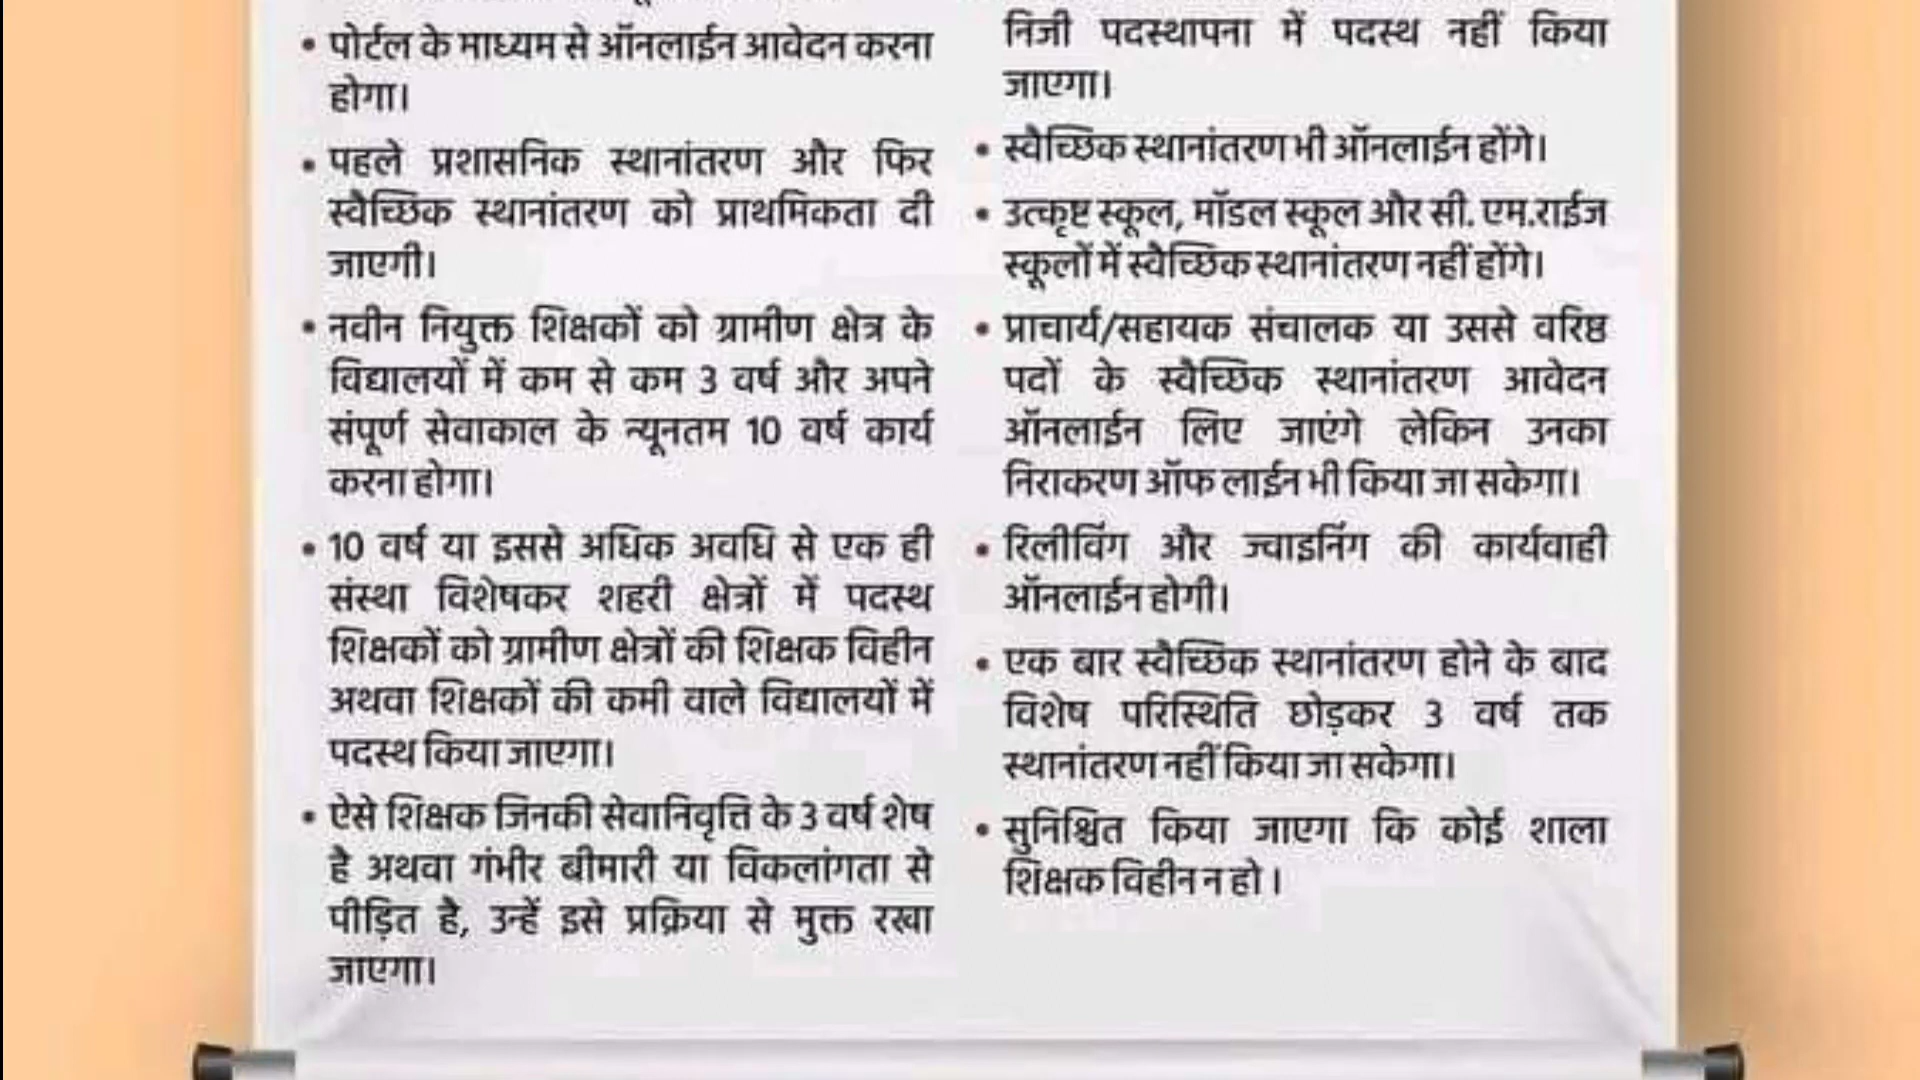 • पोर्टल के माध्यम से ऑनलाईन आवेदन करना
होगा।
• पहले प्रशासनिक स्थानांतरण और फिर
स्वैच्छिक स्थानांतरण को प्राथमिकता दी
जाएगी।
• नवीन नियुक्त शिक्षकों को ग्रामीण क्षेत्र के
विद्यालयों में कम से कम 3 वर्ष और अपने
संपूर्ण सेवाकाल के न्यूनतम 10 वर्ष कार्य
करना होगा।
• 10 वर्ष या इससे अधिक अवधि से एक ही
संस्था विशेषकर शहरी क्षेत्रों में पदस्थ
शिक्षकों को ग्रामीण क्षेत्रों की शिक्षक विहीन
अथवा शिक्षकों की कमी वाले विद्यालयों में
पदस्थ किया जाएगा।
• ऐसे शिक्षक जिनकी सेवानिवृत्ति के 3 वर्ष शेष
है अथवा गंभीर बीमारी या विकलांगता से
पीड़ित है, उन्हें इसे प्रक्रिया से मुक्त रखा
जाएगा।
निजी पदस्थापना में पदस्थ नहीं किया
जाएगा।
• स्वैच्छिक स्थानांतरण भी ऑनलाईन होंगे।
• उत्कृष्ट स्कूल, मॉडल स्कूल और सी. एम.राईज
स्कूलों में स्वैच्छिक स्थानांतरण नहीं होंगे।
• प्राचार्य/सहायक संचालक या उससे वरिष्ठ
पदों के स्वैच्छिक स्थानांतरण आवेदन
ऑनलाईन लिए जाएंगे लेकिन उनका
निराकरण ऑफ लाईन भी किया जा सकेगा।
• रिलीविंग और ज्वाइनिंग की कार्यवाही
ऑनलाईन होगी।
• एक बार स्वैच्छिक स्थानांतरण होने के बाद
विशेष परिस्थिति छोड़कर 3 वर्ष तक
स्थानांतरण नहीं किया जा सकेगा।
• सुनिश्चित किया जाएगा कि कोई शाला
शिक्षक विहीन न हो ।